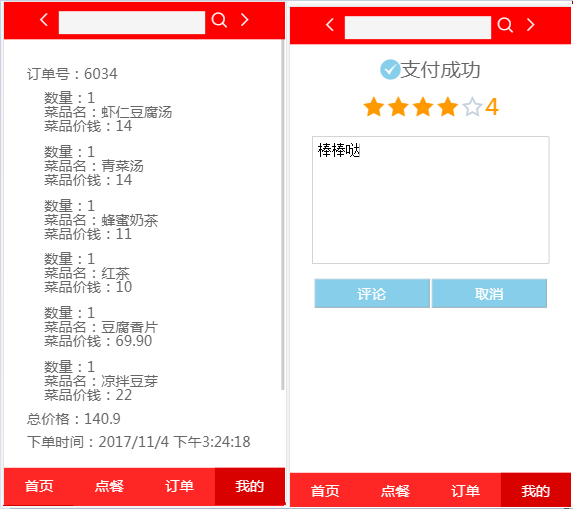 订单号：6034
数量：1
菜品名：虾仁豆腐汤
菜品价钱：14
数量：1
菜品名：青菜汤
菜品价钱：14
数量：1
菜品名：蜂蜜奶茶
菜品价钱：11
数量：1
菜品名：红茶
菜品价钱：10
数量：1
菜品名：豆腐香片
菜品价钱：69.90
数量：1
菜品名：凉拌豆芽
菜品价钱：22
总价格：140.9
下单时间：2017/11/4 下午3:24:18
首页 点餐 订单 我的
支付成功
4
棒棒哒
评论 取消
首页 点餐 订单 我的